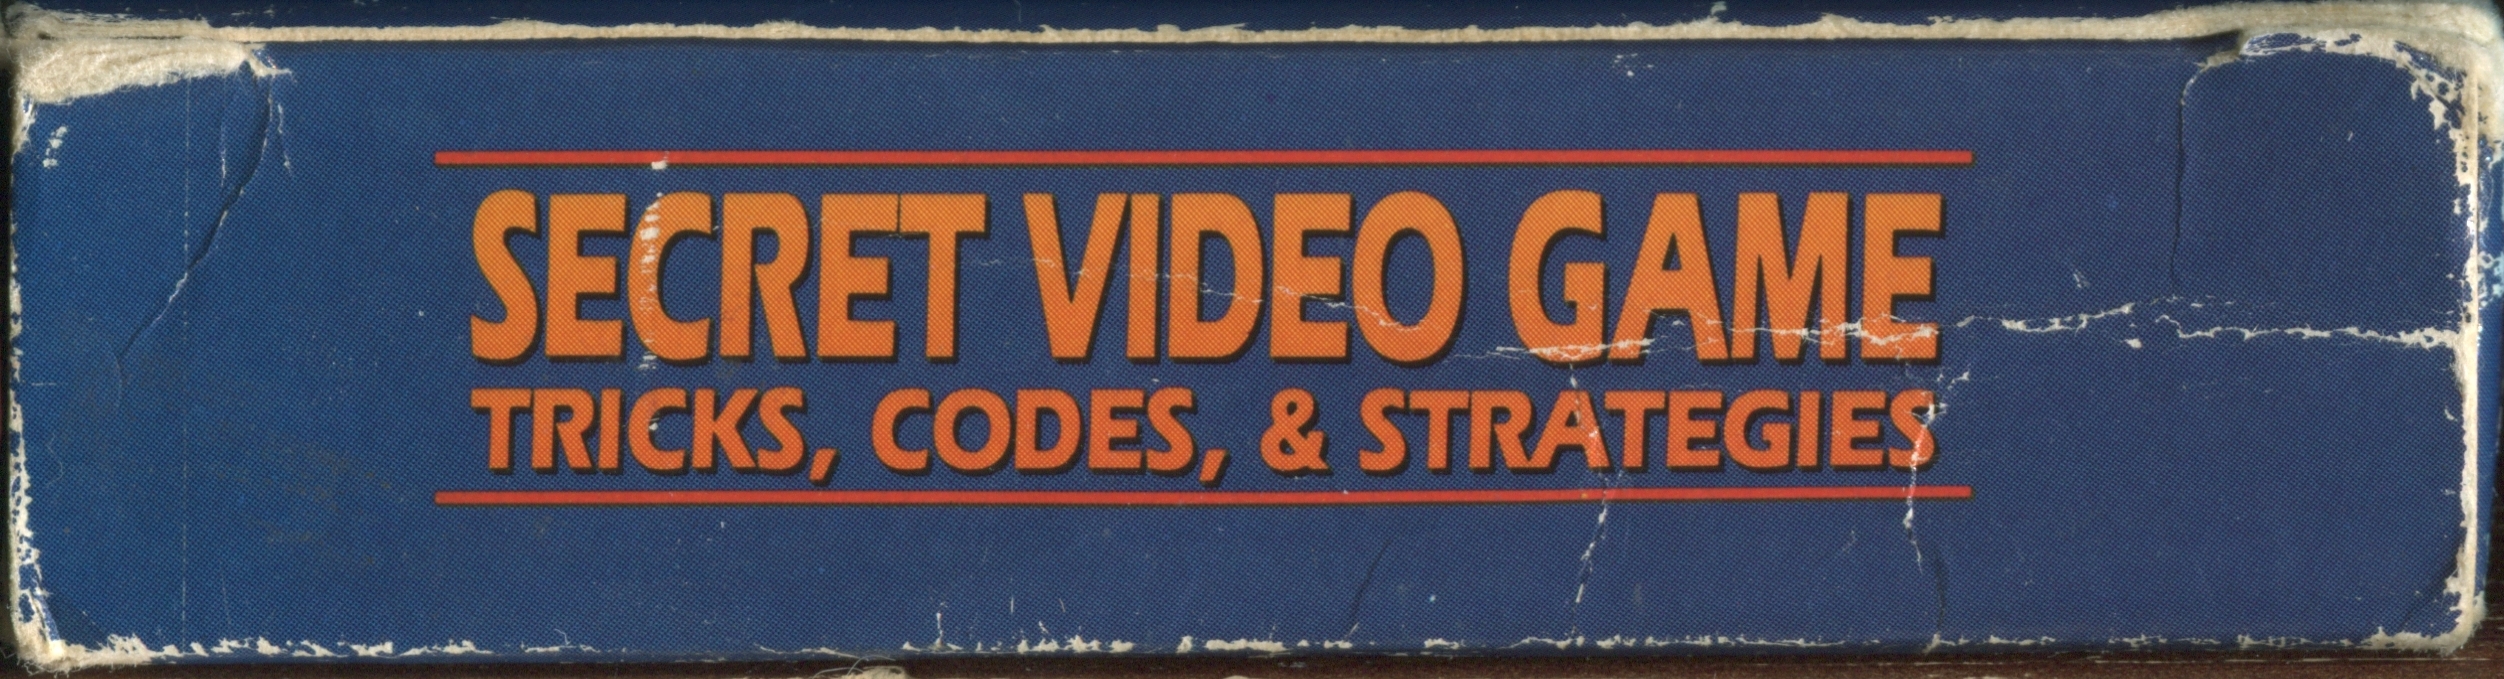 SECRET VIDEO GAME
TRICKS, CODES, & STRATEGIES